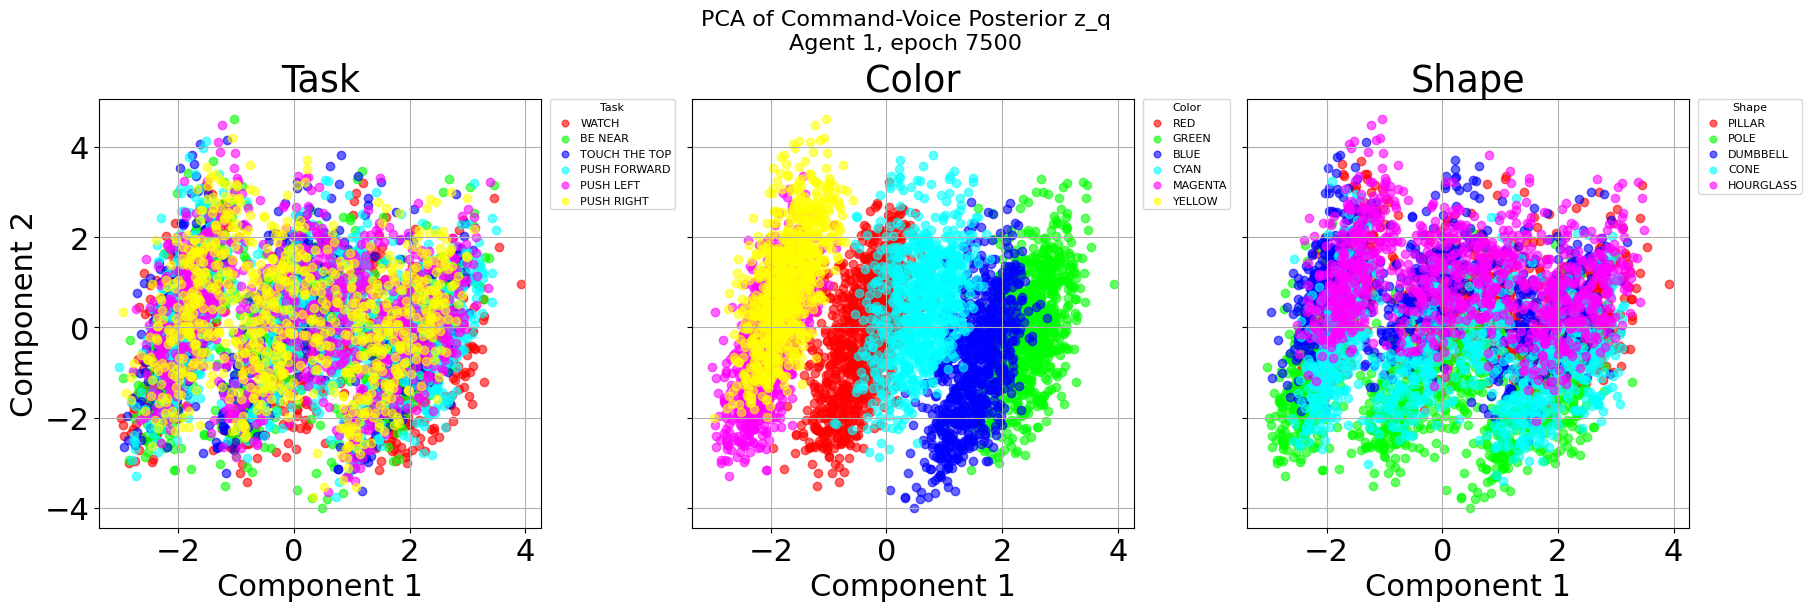 PCA of Command-Voice Posterior z_q
Agent 1, epoch 7500
Task
Color
Shape
Task
WATCH
BE NEAR
TOUCH THE TOP
PUSH FORWARD
PUSH LEFT
PUSH RIGHT
Color
RED
GREEN
BLUE
CYAN
MAGENTA
YELLOW
Shape
PILLAR
POLE
DUMBBELL
CONE
HOURGLASS
Component 2
4
2
0
−2
−4
−2 0 2 4
−2 0 2 4
−2 0 2 4
Component 1
Component 1
Component 1